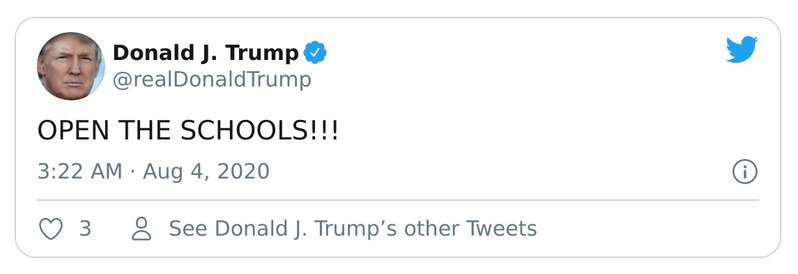 Donald J. Trump
@realDonaldTrump
OPEN THE SCHOOLS!!!
3:22 AM · Aug 4, 2020
3 See Donald J. Trump’s other Tweets